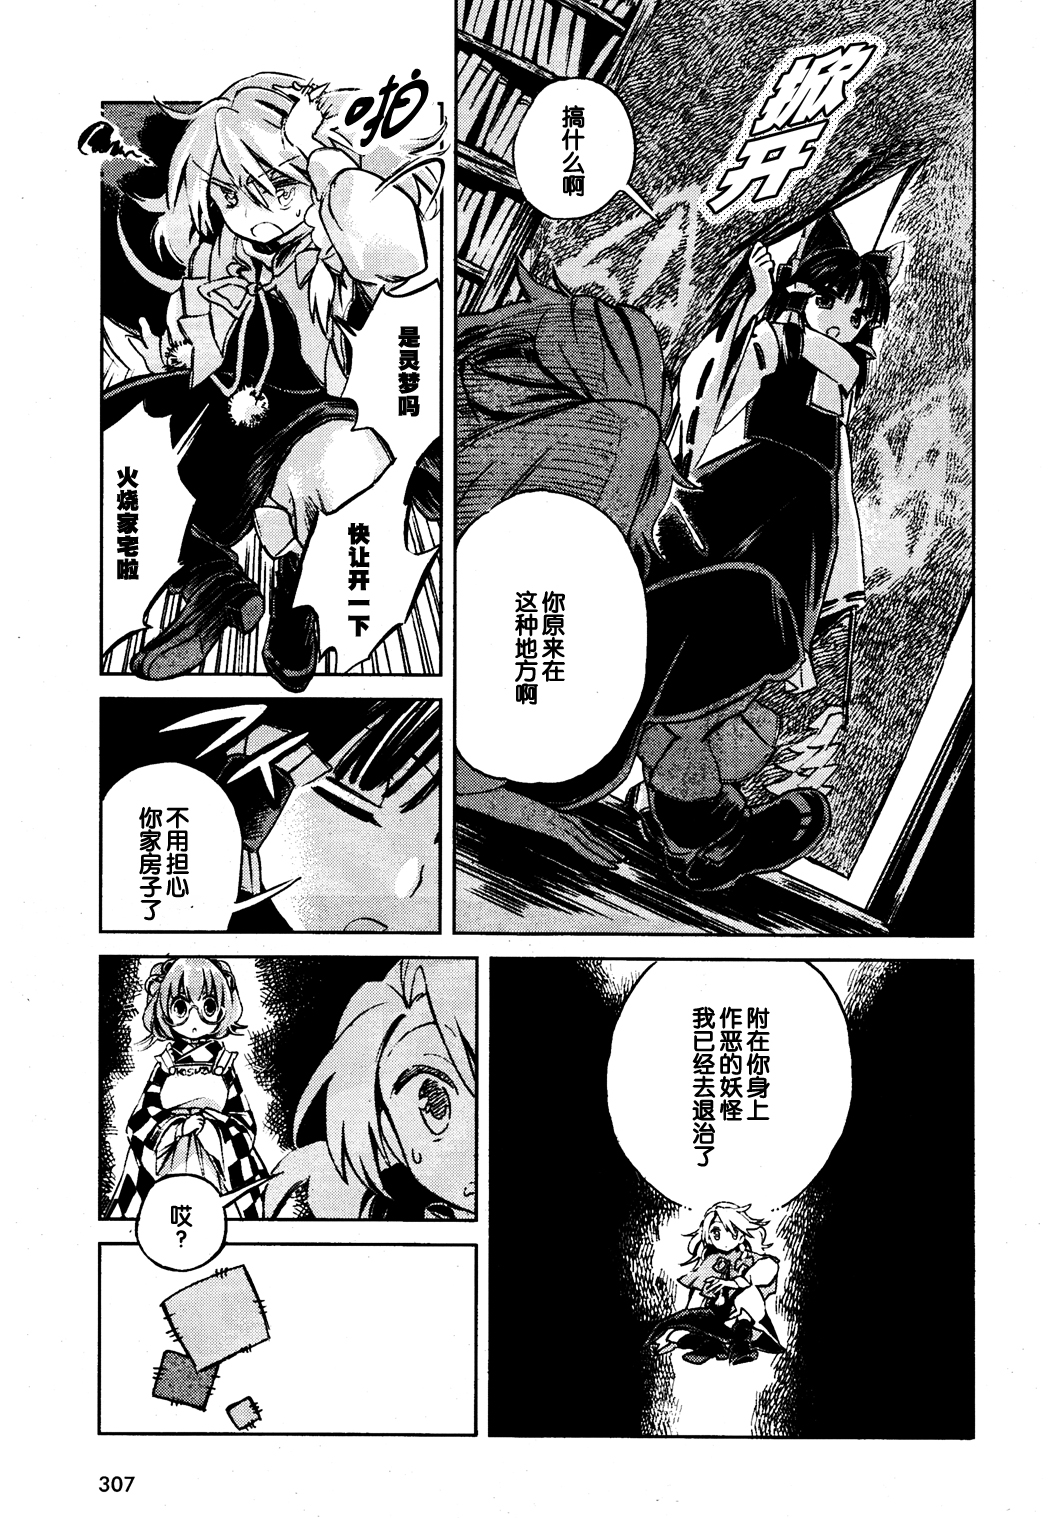 掀开
搞什么啊
你原来在
这种地方啊
啪
是灵梦吗
快让开一下
火烧家宅啦
不用担心
你家房子了
附在你身上
作恶的妖怪
我已经去退治了
哎?
307